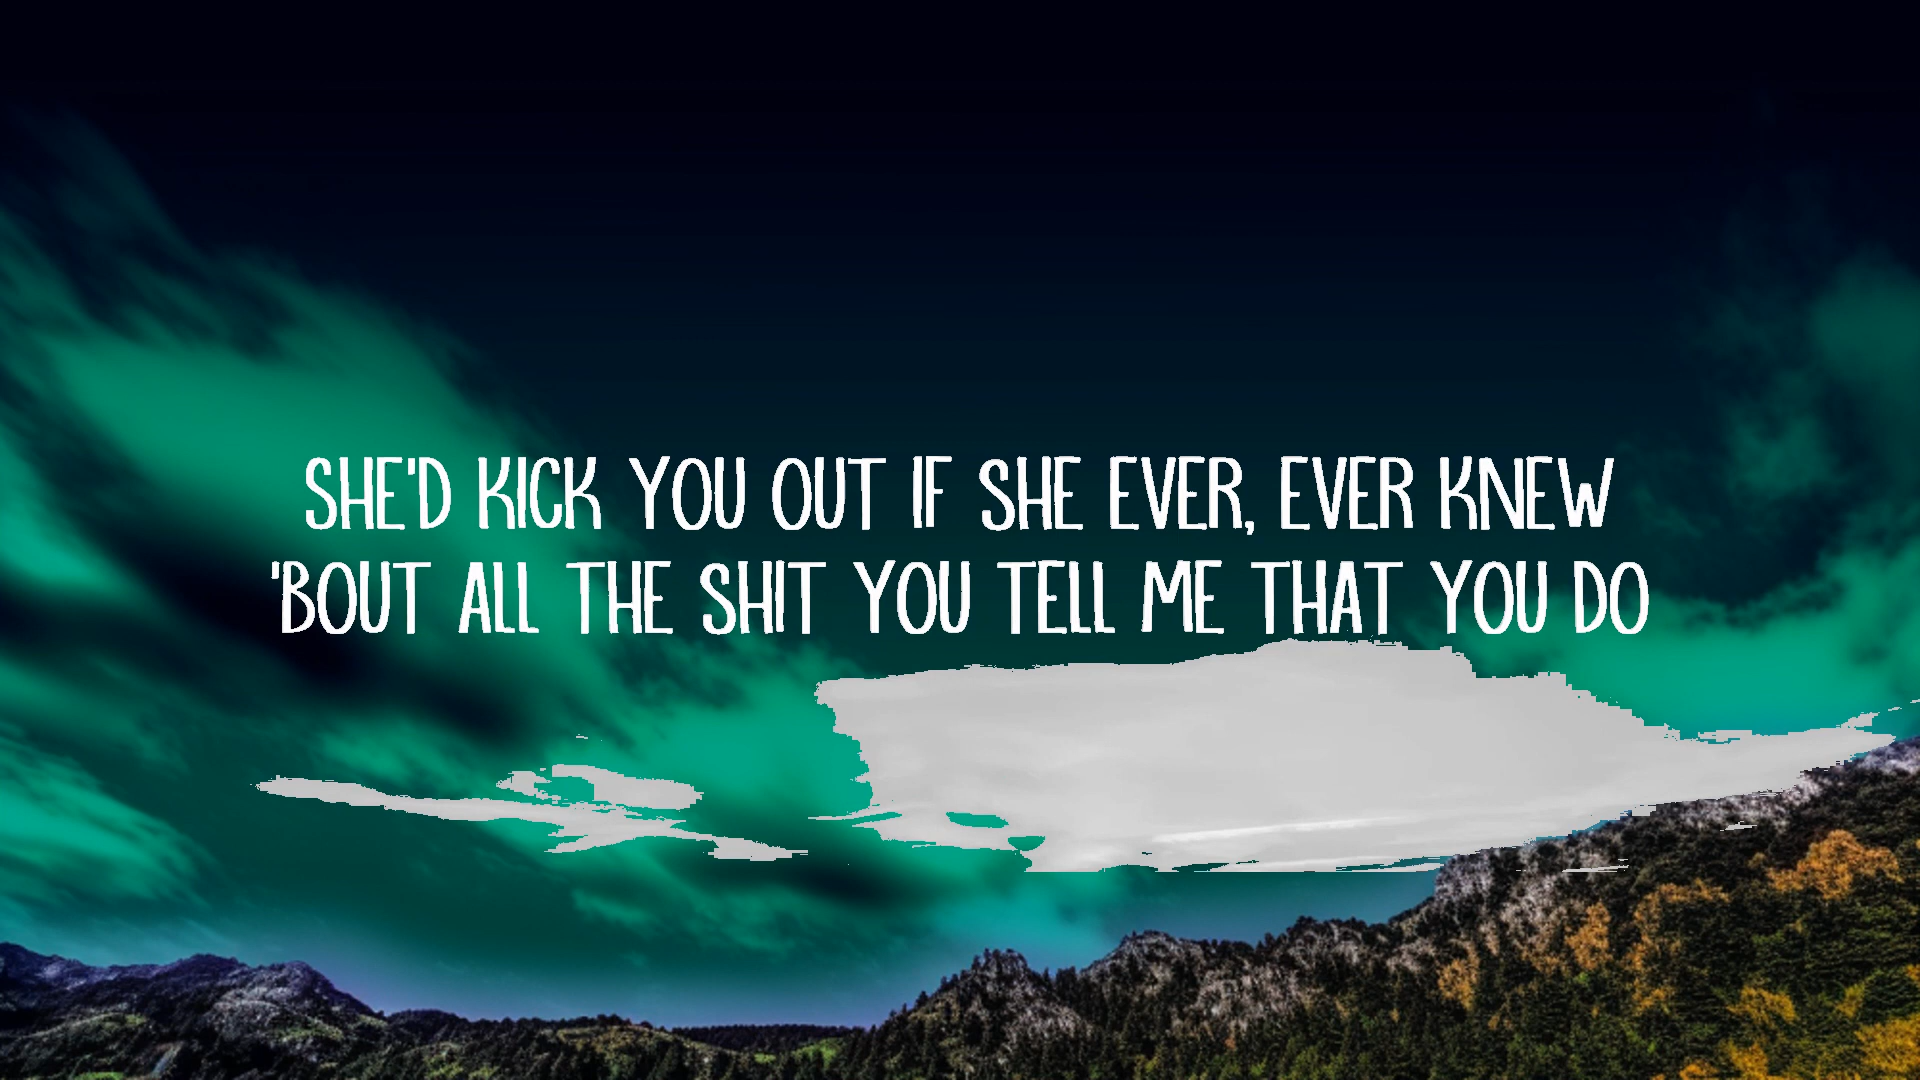 SHE'D KICK YOU OUT IF SHE EVER, EVER KNEW
'BOUT ALL THE SHIT YOU TELL ME THAT YOU DO